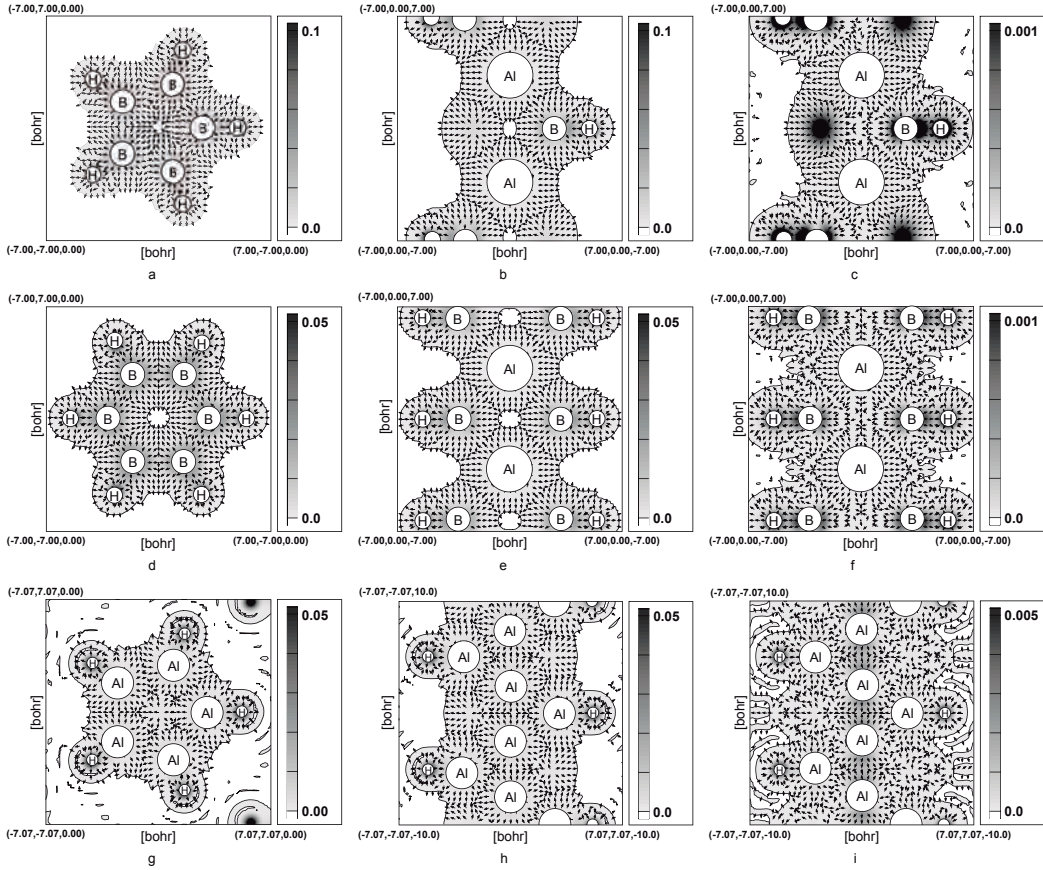 (-7.00,7.00,0.00)
0.1
H
H
B
B
B
H
[bohr]
B
B
H
H
0.0
(-7.00,-7.00,0.00)
[bohr]
(7.00,-7.00,0.00)
a
(-7.00,0.00,7.00)
0.1
Al
B
H
[bohr]
Al
0.0
(-7.00,0.00,-7.00)
[bohr]
(7.00,0.00,-7.00)
b
(-7.00,0.00,7.00)
0.001
Al
B
H
[bohr]
Al
0.0
(-7.00,0.00,-7.00)
[bohr]
(7.00,0.00,-7.00)
c
(-7.00,7.00,0.00)
0.05
H
H
B
B
H
B
B
H
[bohr]
B
B
H
H
0.0
(-7.00,-7.00,0.00)
[bohr]
(7.00,-7.00,0.00)
d
(-7.00,0.00,7.00)
H
B
B
H
0.05
Al
H
B
B
H
[bohr]
Al
H
B
B
H
0.0
(-7.00,0.00,-7.00)
[bohr]
(7.00,0.00,-7.00)
e
(-7.00,0.00,7.00)
H
B
B
H
0.001
Al
H
B
B
H
[bohr]
Al
H
B
B
H
0.0
(-7.00,0.00,-7.00)
[bohr]
(7.00,0.00,-7.00)
f
(-7.07,7.07,0.00)
0.05
H
H
Al
Al
Al
H
[bohr]
Al
Al
H
H
0.00
(-7.07,-7.07,0.00)
[bohr]
(7.07,7.07,0.00)
g
(-7.07,-7.07,10.0)
0.05
Al
H
Al
Al
Al
H
[bohr]
Al
H
Al
Al
0.0
(-7.07,-7.07,-10.0)
[bohr]
(7.07,7.07,-10.0)
h
(-7.07,-7.07,10.0)
0.005
Al
H
Al
Al
Al
H
[bohr]
Al
H
Al
Al
0.0
(-7.07,-7.07,-10.0)
[bohr]
(7.07,7.07,-10.0)
i